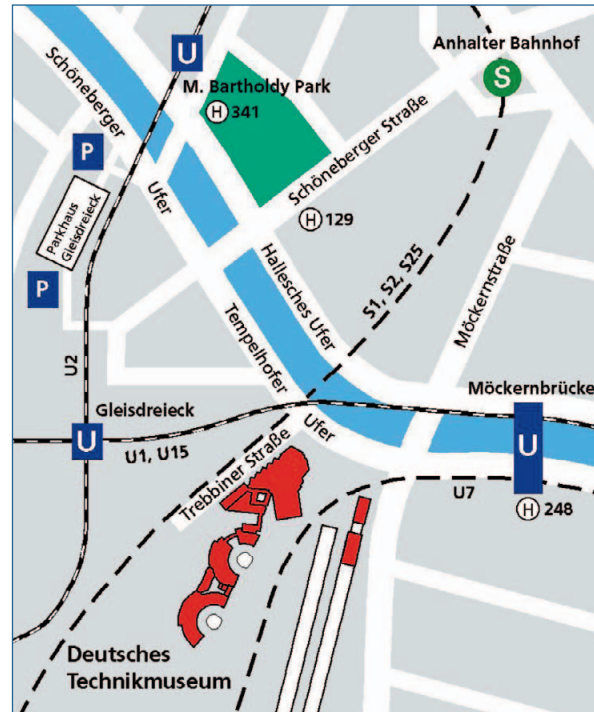 Anhalter Bahnhof
S
U
M. Bartholdy Park
H 341
Schöneberger
Ufer
P
Parkhaus
Gleisdreieck
P
Schöneberger Straße
H 129
Hallesches Ufer
S1, S2, S25
Möckernstraße
Tempelhofer
Ufer
U2
Gleisdreieck
U
U1, U15
Möckernbrücke
U
Trebbiner Straße
U7
H 248
Deutsches
Technikmuseum